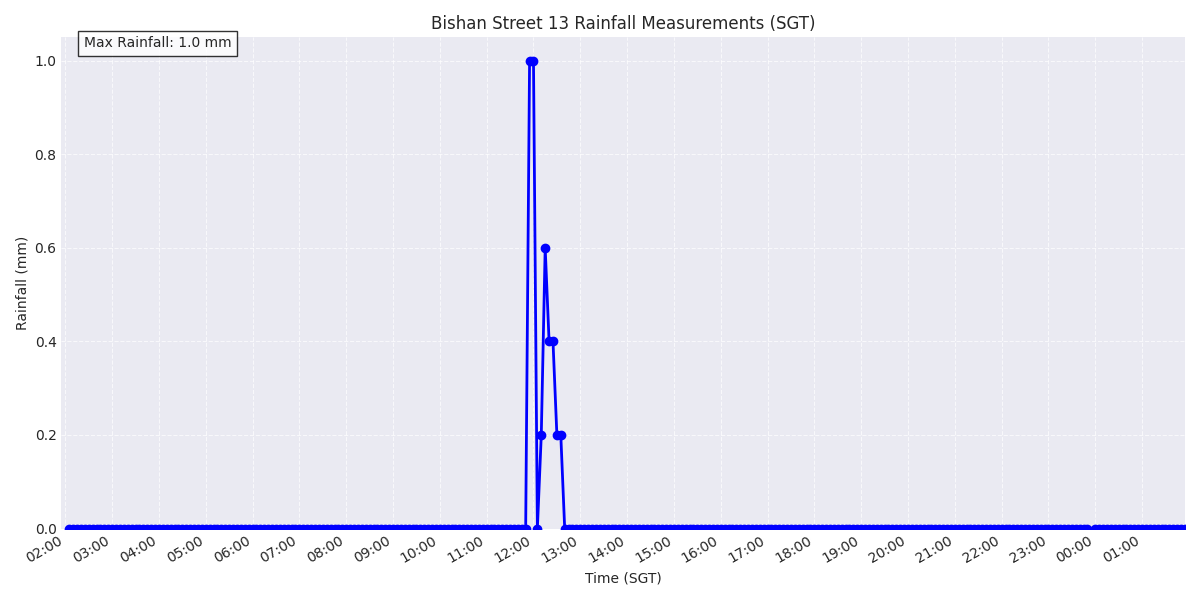 Bishan Street 13 Rainfall Measurements (SGT)
Max Rainfall: 1.0 mm
Rainfall (mm)
1.0
0.8
0.6
0.4
0.2
0.0
02:00 03:00 04:00 05:00 06:00 07:00 08:00 09:00 10:00 11:00 12:00 13:00 14:00 15:00 16:00 17:00 18:00 19:00 20:00 21:00 22:00 23:00 00:00 01:00
Time (SGT)